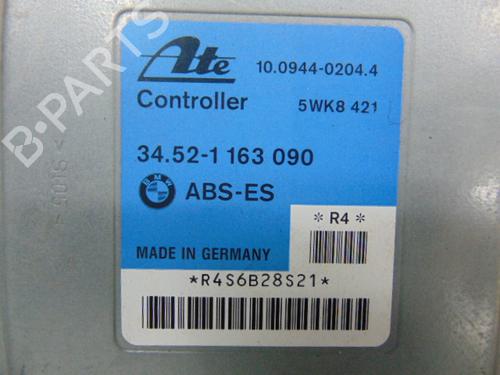 Ate
10.0944-0204.4
Controller
5WK8 421
34.52-1 163 090
BMW
ABS-ES
*R4*
MADE IN GERMANY
*R4S6B28S21*
B-PARTS